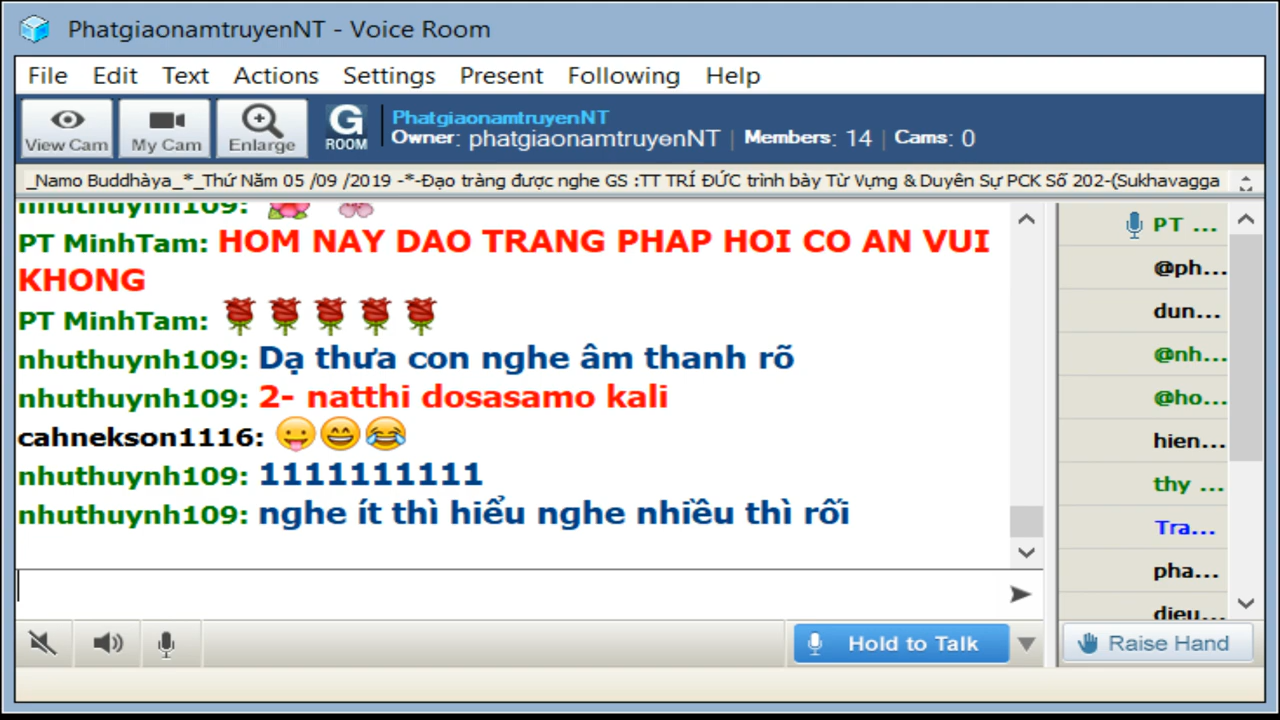 PhatgiaonamtruyenNT - Voice Room
File Edit Text Actions Settings Present Following Help
View Cam My Cam Enlarge G ROOM
PhatgiaonamtruyenNT
Owner: phatgiaonamtruyenNT | Members: 14 | Cams: 0
_Namo Buddhàya_*_Thứ Năm 05 /09 /2019 -*-Đạo tràng được nghe GS :TT TRÍ ĐỨC trình bày Từ Vựng & Duyên Sự PCK Số 202-(Sukhavagga
nhuthuynh109:
PT MinhTam: HOM NAY DAO TRANG PHAP HOI CO AN VUI
KHONG
PT MinhTam:
nhuthuynh109: Dạ thưa con nghe âm thanh rõ
nhuthuynh109: 2- natthi dosasamo kali
cahnekson1116:
nhuthuynh109: 1111111111
nhuthuynh109: nghe ít thì hiểu nghe nhiều thì rối
PT ...
@ph...
dun...
@nh...
@ho...
hien...
thy ...
Tra...
pha...
dieu...
Hold to Talk
Raise Hand